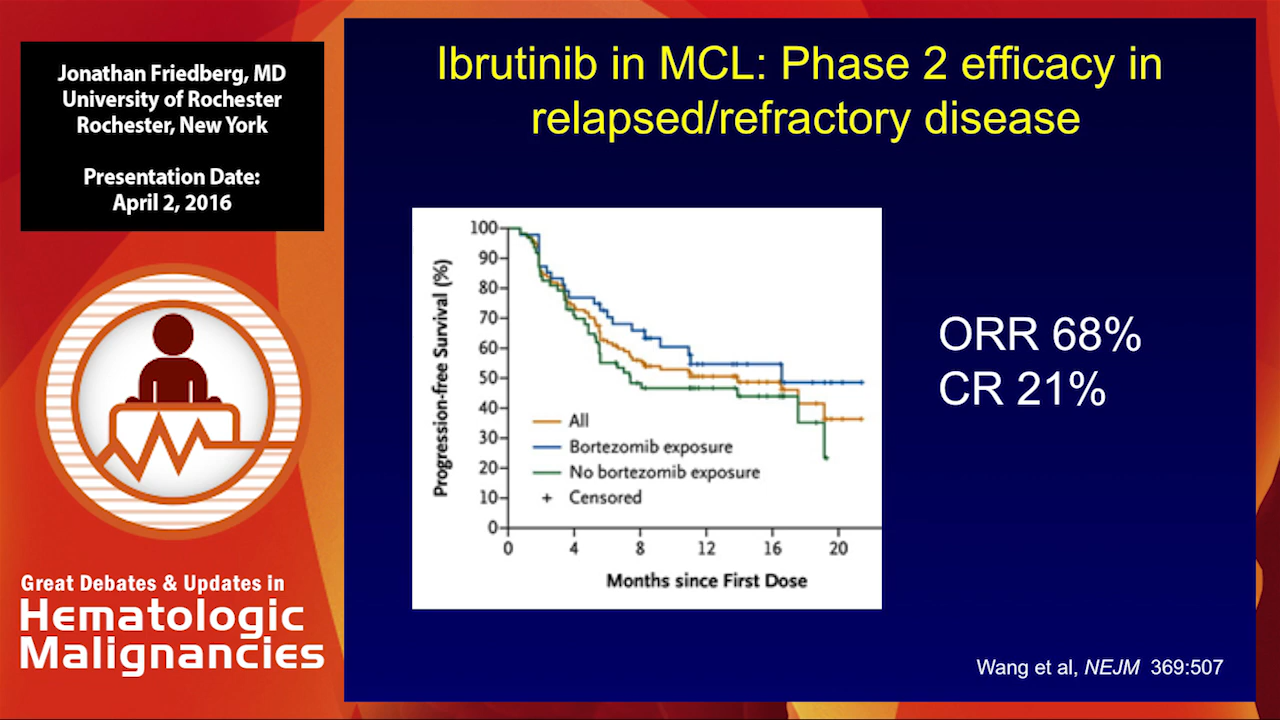 Jonathan Friedberg, MD
University of Rochester
Rochester, New York
Presentation Date:
April 2, 2016
Great Debates & Updates in
Hematologic
Malignancies
Ibrutinib in MCL: Phase 2 efficacy in
relapsed/refractory disease
Progression-free Survival (%)
100
90
80
70
60
50
40
30
20
10
0
All
Bortezomib exposure
No bortezomib exposure
+ Censored
0 4 8 12 16 20
Months since First Dose
ORR 68%
CR 21%
Wang et al, NEJM 369:507